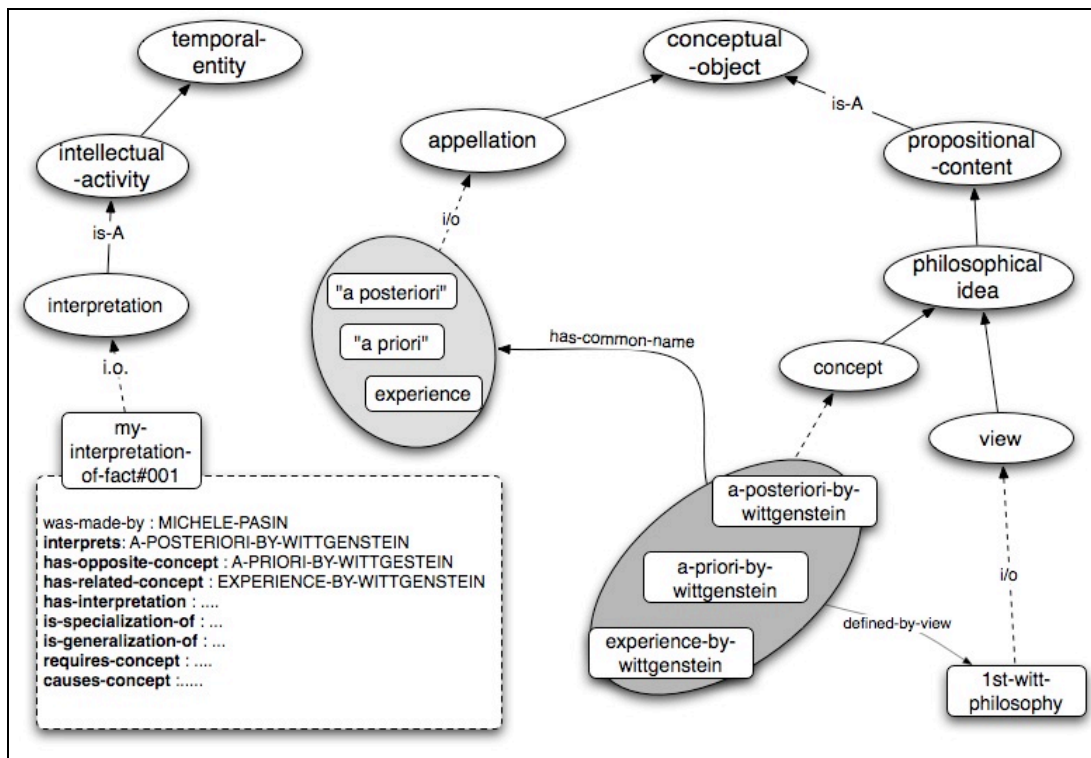 temporal-
entity
conceptual
-object
is-A
appellation
propositional
-content
intellectual
-activity
i/o
is-A
philosophical
idea
interpretation
"a posteriori"
"a priori"
experience
has-common-name
concept
i.o.
view
my-
interpretation-
of-fact#001
a-posteriori-by-
wittgenstein
was-made-by : MICHELE-PASIN
interprets: A-POSTERIORI-BY-WITTGENSTEIN
has-opposite-concept : A-PRIORI-BY-WITTGESTEIN
has-related-concept : EXPERIENCE-BY-WITTGENSTEIN
has-interpretation : ....
is-specialization-of : ...
is-generalization-of : ...
requires-concept : ....
causes-concept :.....
a-priori-by-
wittgenstein
i/o
defined-by-view
experience-by-
wittgenstein
1st-witt-
philosophy